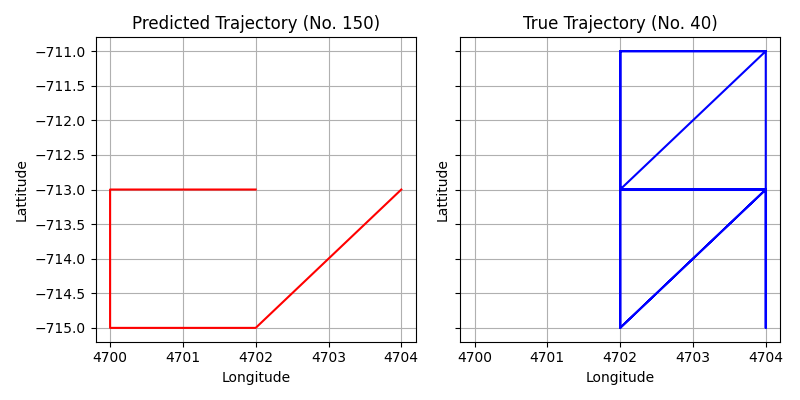 Predicted Trajectory (No. 150)
True Trajectory (No. 40)
−711.0
−711.5
−712.0
−712.5
−713.0
−713.5
−714.0
−714.5
−715.0
Lattitude
Lattitude
4700 4701 4702 4703 4704
4700 4701 4702 4703 4704
Longitude
Longitude